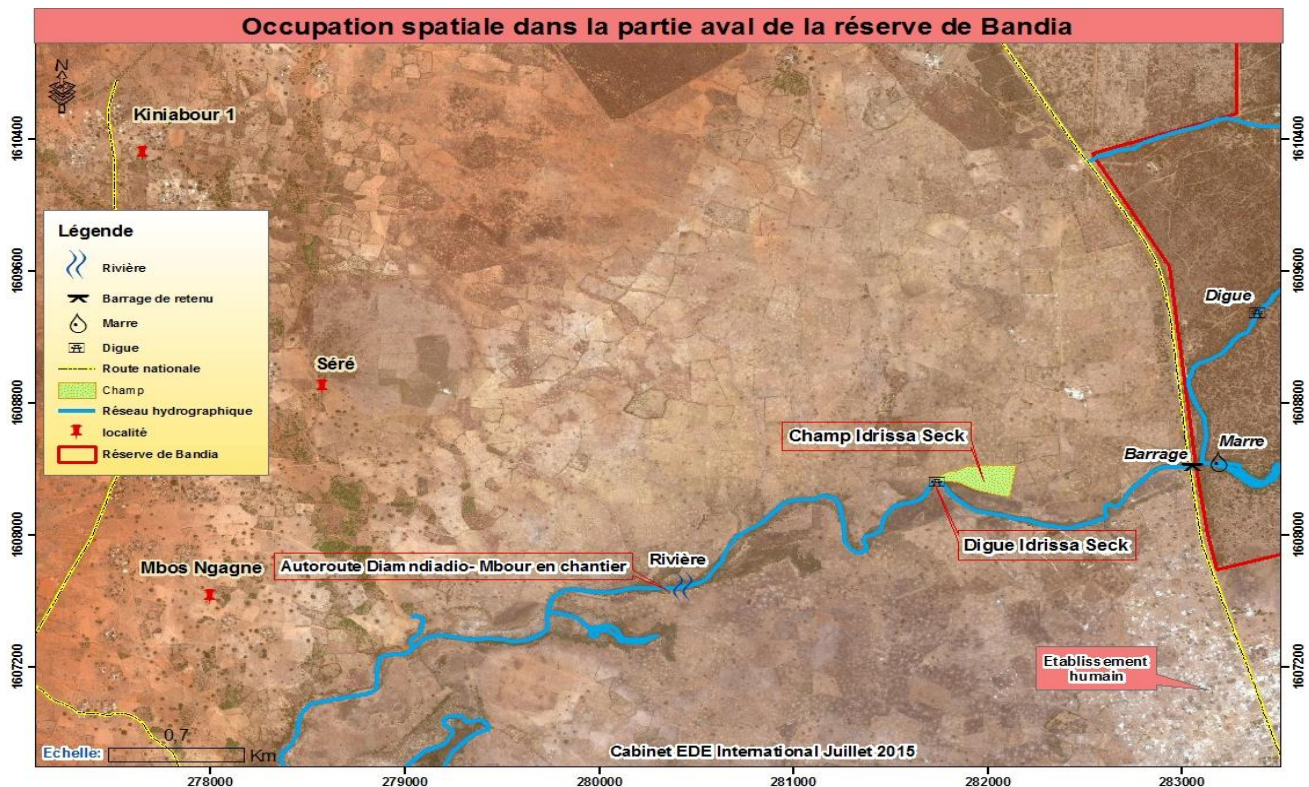 Occupation spatiale dans la partie aval de la réserve de Bandia
N
Kiniabour 1
Légende
Rivière
Barrage de retenu
Marre
Digue
Route nationale
Champ
Réseau hydrographique
localité
Réserve de Bandia
Séré
Digue
Champ Idrissa Seck
Barrage
Marre
Digue Idrissa Seck
Mbos Ngagne
Autoroute Diamndiadio- Mbour en chantier
Rivière
Etablissement
humain
0,7
Echelle:
Km
Cabinet EDE International Juillet 2015
1610400
1609600
1608800
1608000
1607200
1610400
1609600
1608800
1608000
1607200
278000
279000
280000
281000
282000
283000